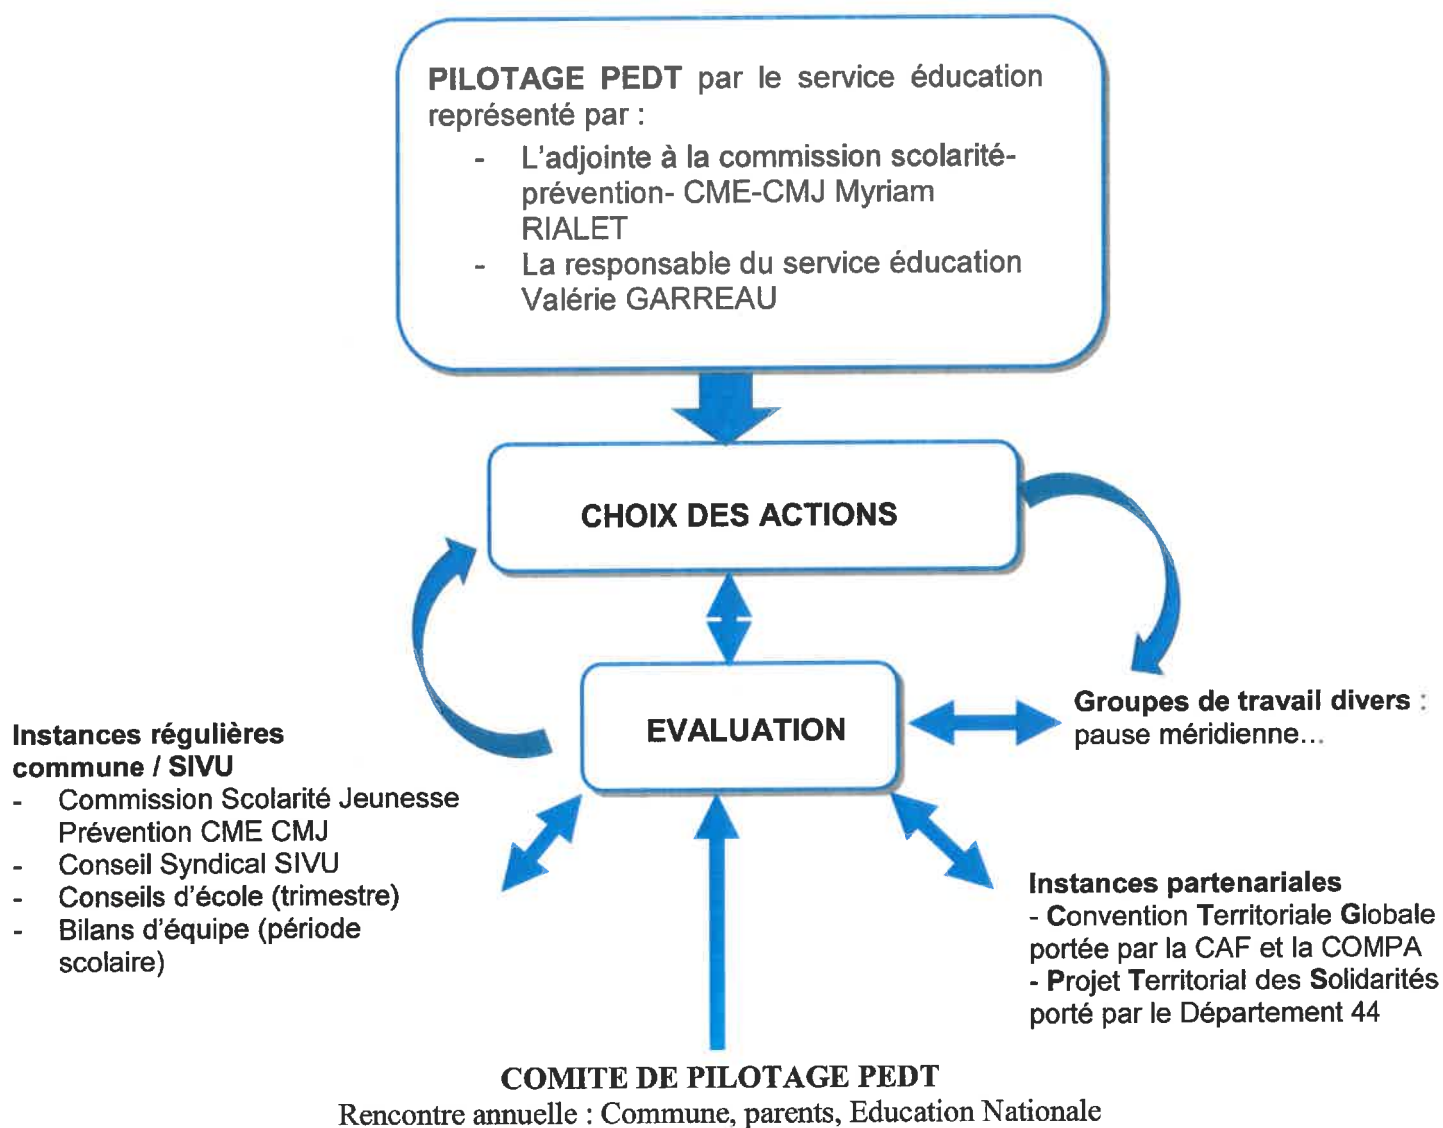 PILOTAGE PEDT par le service éducation
représenté par :
- L'adjointe à la commission scolarité-
prévention- CME-CMJ Myriam
RIALET
- La responsable du service éducation
Valérie GARREAU
CHOIX DES ACTIONS
EVALUATION
Groupes de travail divers :
pause méridienne...
Instances régulières
commune / SIVU
- Commission Scolarité Jeunesse
Prévention CME CMJ
- Conseil Syndical SIVU
- Conseils d'école (trimestre)
- Bilans d'équipe (période
scolaire)
Instances partenariales
- Convention Territoriale Globale
portée par la CAF et la COMPA
- Projet Territorial des Solidarités
porté par le Département 44
COMITE DE PILOTAGE PEDT
Rencontre annuelle : Commune, parents, Education Nationale